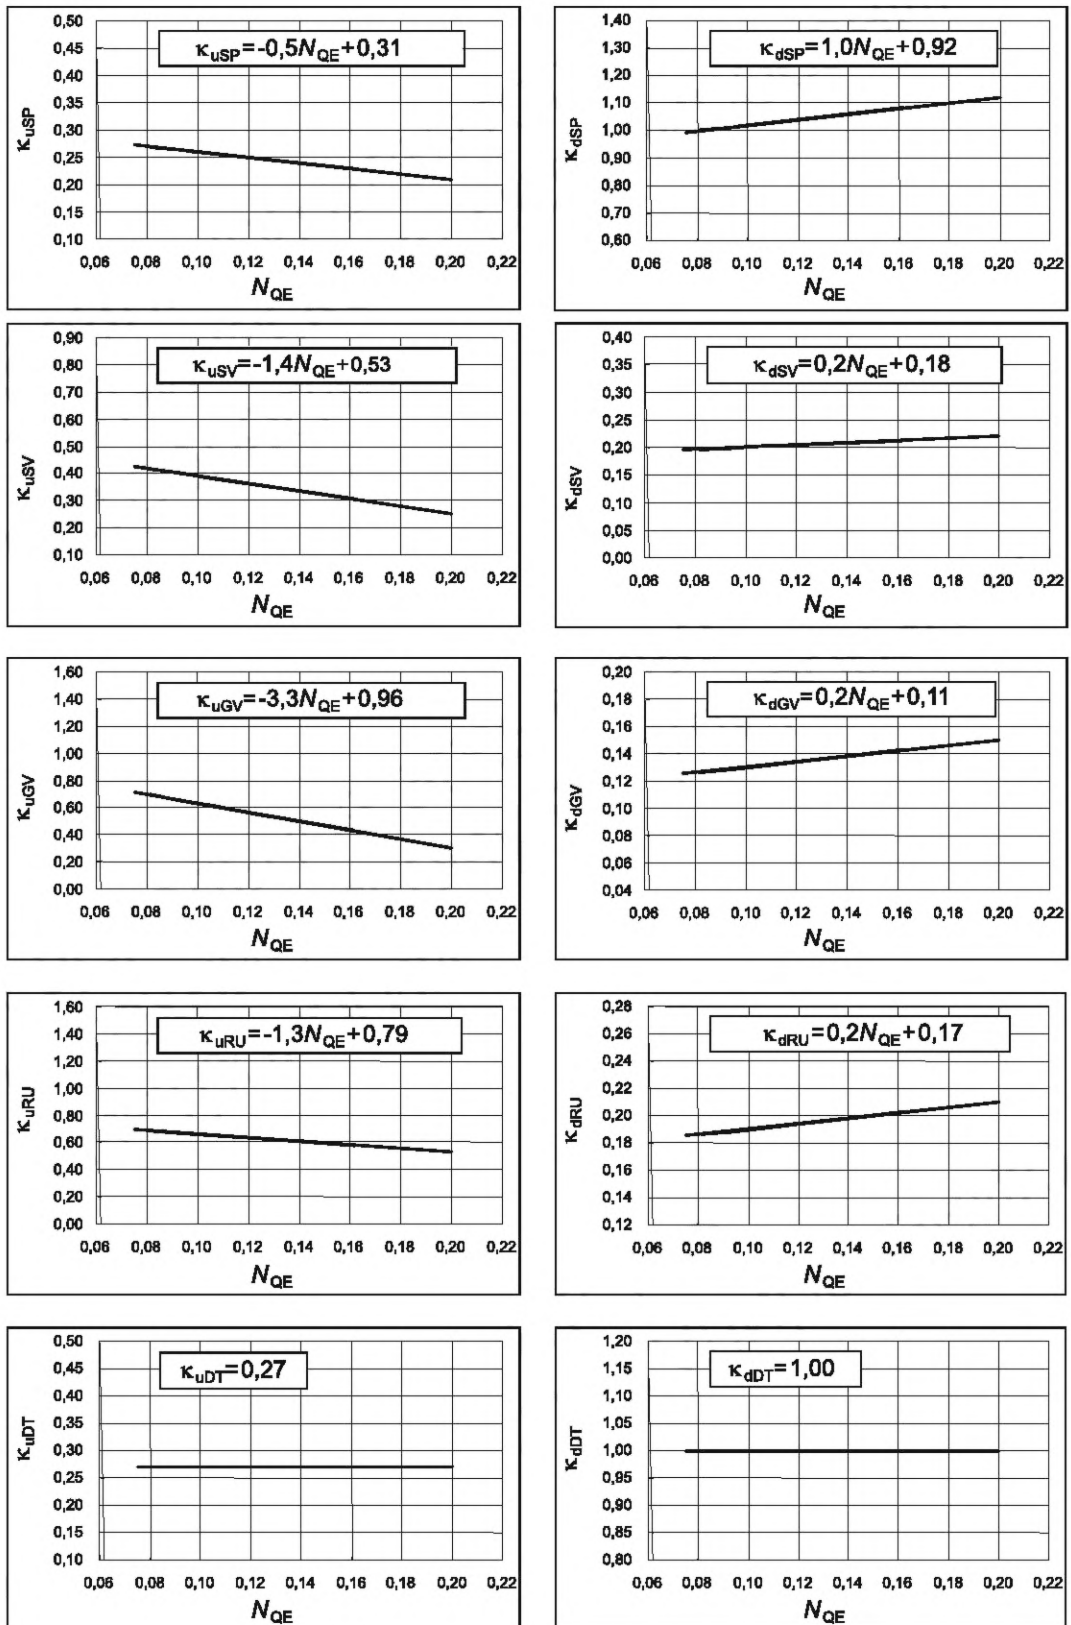 κuSP=-0,5NQE+0,31
0,50
0,45
0,40
0,35
0,30
0,25
0,20
0,15
0,10
κuSP
0,06 0,08 0,10 0,12 0,14 0,16 0,18 0,20 0,22
NQE
κdSP=1,0NQE+0,92
1,40
1,30
1,20
1,10
1,00
0,90
0,80
0,70
0,60
κdSP
0,06 0,08 0,10 0,12 0,14 0,16 0,18 0,20 0,22
NQE
κuSV=-1,4NQE+0,53
0,90
0,80
0,70
0,60
0,50
0,40
0,30
0,20
0,10
κuSV
0,06 0,08 0,10 0,12 0,14 0,16 0,18 0,20 0,22
NQE
κdSV=0,2NQE+0,18
0,40
0,35
0,30
0,25
0,20
0,15
0,10
0,05
0,00
κdSV
0,06 0,08 0,10 0,12 0,14 0,16 0,18 0,20 0,22
NQE
κuGV=-3,3NQE+0,96
1,60
1,40
1,20
1,00
0,80
0,60
0,40
0,20
0,00
κuGV
0,06 0,08 0,10 0,12 0,14 0,16 0,18 0,20 0,22
NQE
κdGV=0,2NQE+0,11
0,20
0,18
0,16
0,14
0,12
0,10
0,08
0,06
0,04
κdGV
0,06 0,08 0,10 0,12 0,14 0,16 0,18 0,20 0,22
NQE
κuRU=-1,3NQE+0,79
1,60
1,40
1,20
1,00
0,80
0,60
0,40
0,20
0,00
κuRU
0,06 0,08 0,10 0,12 0,14 0,16 0,18 0,20 0,22
NQE
κdRU=0,2NQE+0,17
0,28
0,26
0,24
0,22
0,20
0,18
0,16
0,14
0,12
κdRU
0,06 0,08 0,10 0,12 0,14 0,16 0,18 0,20 0,22
NQE
κuDT=0,27
0,50
0,45
0,40
0,35
0,30
0,25
0,20
0,15
0,10
κuDT
0,06 0,08 0,10 0,12 0,14 0,16 0,18 0,20 0,22
NQE
κdDT=1,00
1,20
1,15
1,10
1,05
1,00
0,95
0,90
0,85
0,80
κdDT
0,06 0,08 0,10 0,12 0,14 0,16 0,18 0,20 0,22
NQE